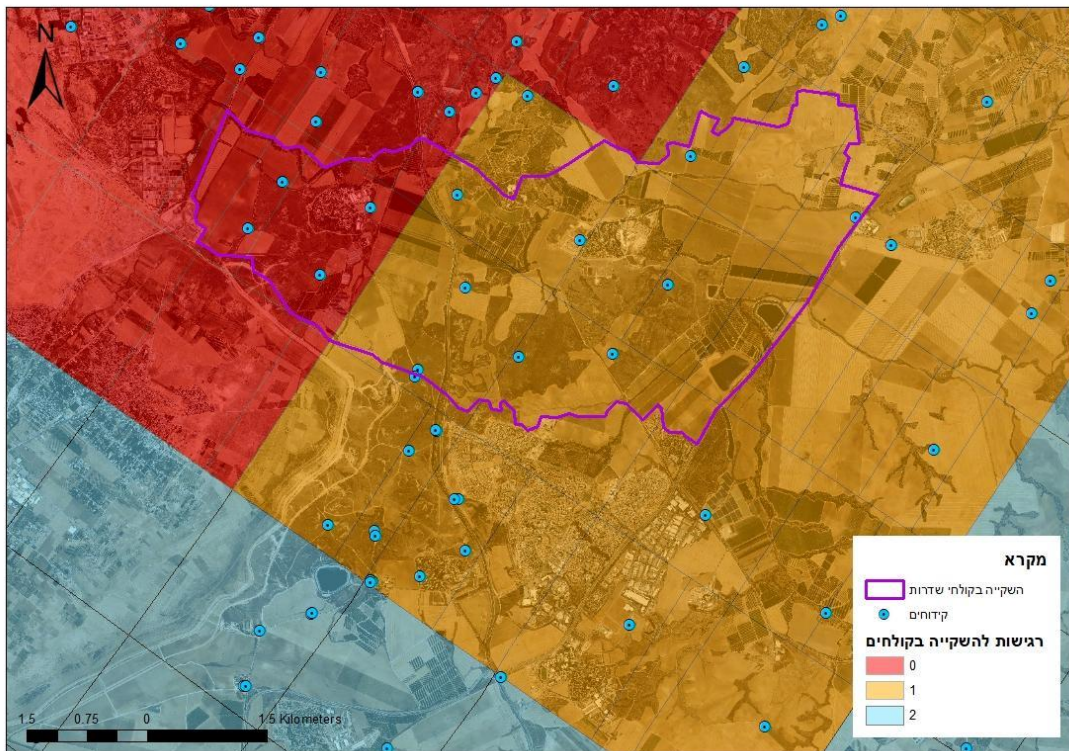 N
מקרא
השקייה בקולחי שדרות
קידוחים
רגישות להשקייה בקולחים
0
1
2
1.5 0.75 0 1.5 Kilometers